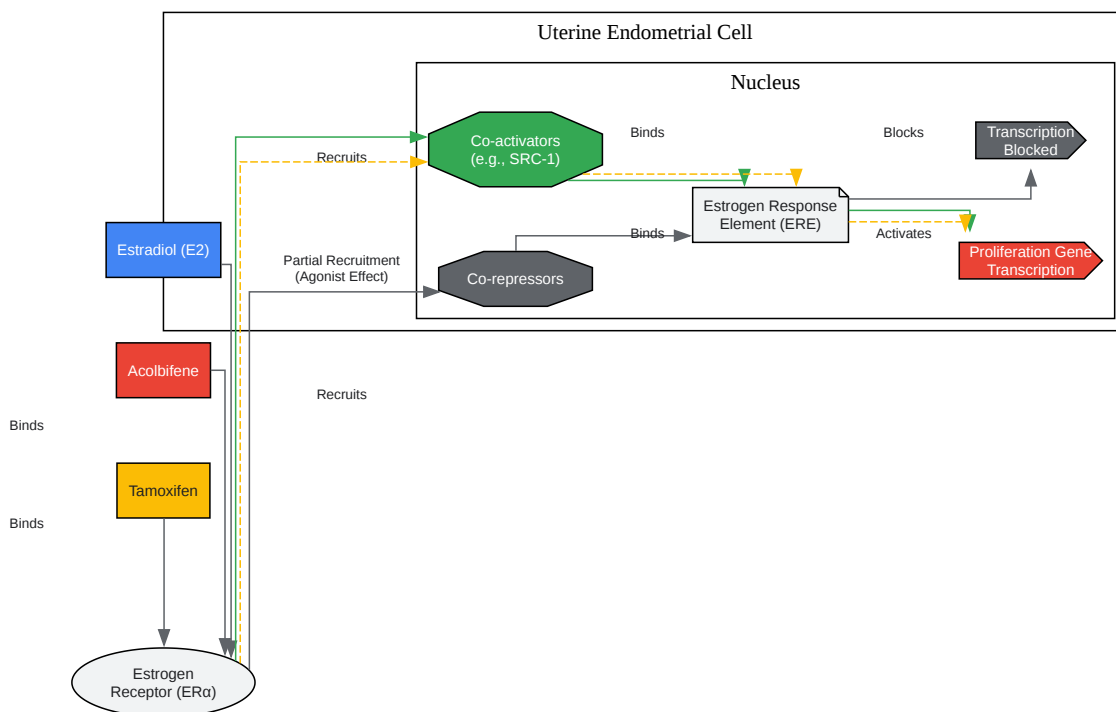 Uterine Endometrial Cell
Nucleus
Co-activators
(e.g., SRC-1)
Binds
Blocks
Transcription
Blocked
Recruits
Estrogen Response
Element (ERE)
Estradiol (E2)
Binds
Activates
Partial Recruitment
(Agonist Effect)
Co-repressors
Proliferation Gene
Transcription
Acolbifene
Recruits
Binds
Tamoxifen
Binds
Estrogen
Receptor (ERα)